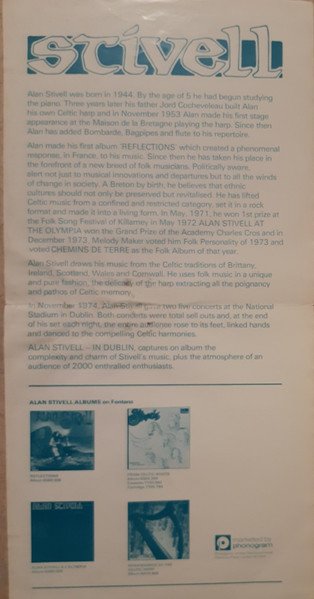 stivell
Alan Stivell was born in 1944. By the age of 5 he had begun studying
the piano. Three years later his father Jord Cochevelou built Alan
his own Celtic harp and in November 1953 Alan made his first stage
appearance at the Maison de la Bretagne playing the harp. Since then
Alan has added Bombarde, Bagpipes and flute to his repertoire.
Alan made his first album 'REFLECTIONS' which created a phenomenal
response, in France, to his music. Since then he has taken his place in
the forefront of a new breed of folk musicians. Politically aware,
alert not just to musical innovations and departures but to all the winds
of change in society. A Breton by birth, he believes that ethnic
cultures should not only be preserved but revitalised. He has lifted
Celtic music from a confined and restricted category, set it in a rock
format and made it into a living form. In May, 1971, he won 1st prize at
the Folk Song Festival of Killarney in May 1972 ALAN STIVELL AT
THE OLYMPIA won the Grand Prize of the Academy Charles Cros and in
December 1973, Melody Maker voted him Folk Personality of 1973 and
voted CHEMINS DE TERRE as the Folk Album of that year.
Alan Stivell draws his music from the Celtic traditions of Brittany,
Ireland, Scotland, Wales and Cornwall. He uses folk music in a unique
and pure fashion, the delicacy of the harp extracting all the poignancy
and pathos of Celtic memory.
In November 1974, Alan Stivell gave two live concerts at the National
Stadium in Dublin. Both concerts were total sell outs and, at the end
of his set each night, the entire audience rose to its feet, linked hands
and danced to the compelling Celtic harmonies.
ALAN STIVELL – IN DUBLIN, captures on album the
complexity and charm of Stivell's music, plus the atmosphere of an
audience of 2000 enthralled enthusiasts.
ALAN STIVELL ALBUMS on Fontana
REFLECTIONS
FROM CELTIC ROOTS
ALAN STIVELL A L'OLYMPIA
RENAISSANCE OF THE
CELTIC HARP
marketed by
phonogram